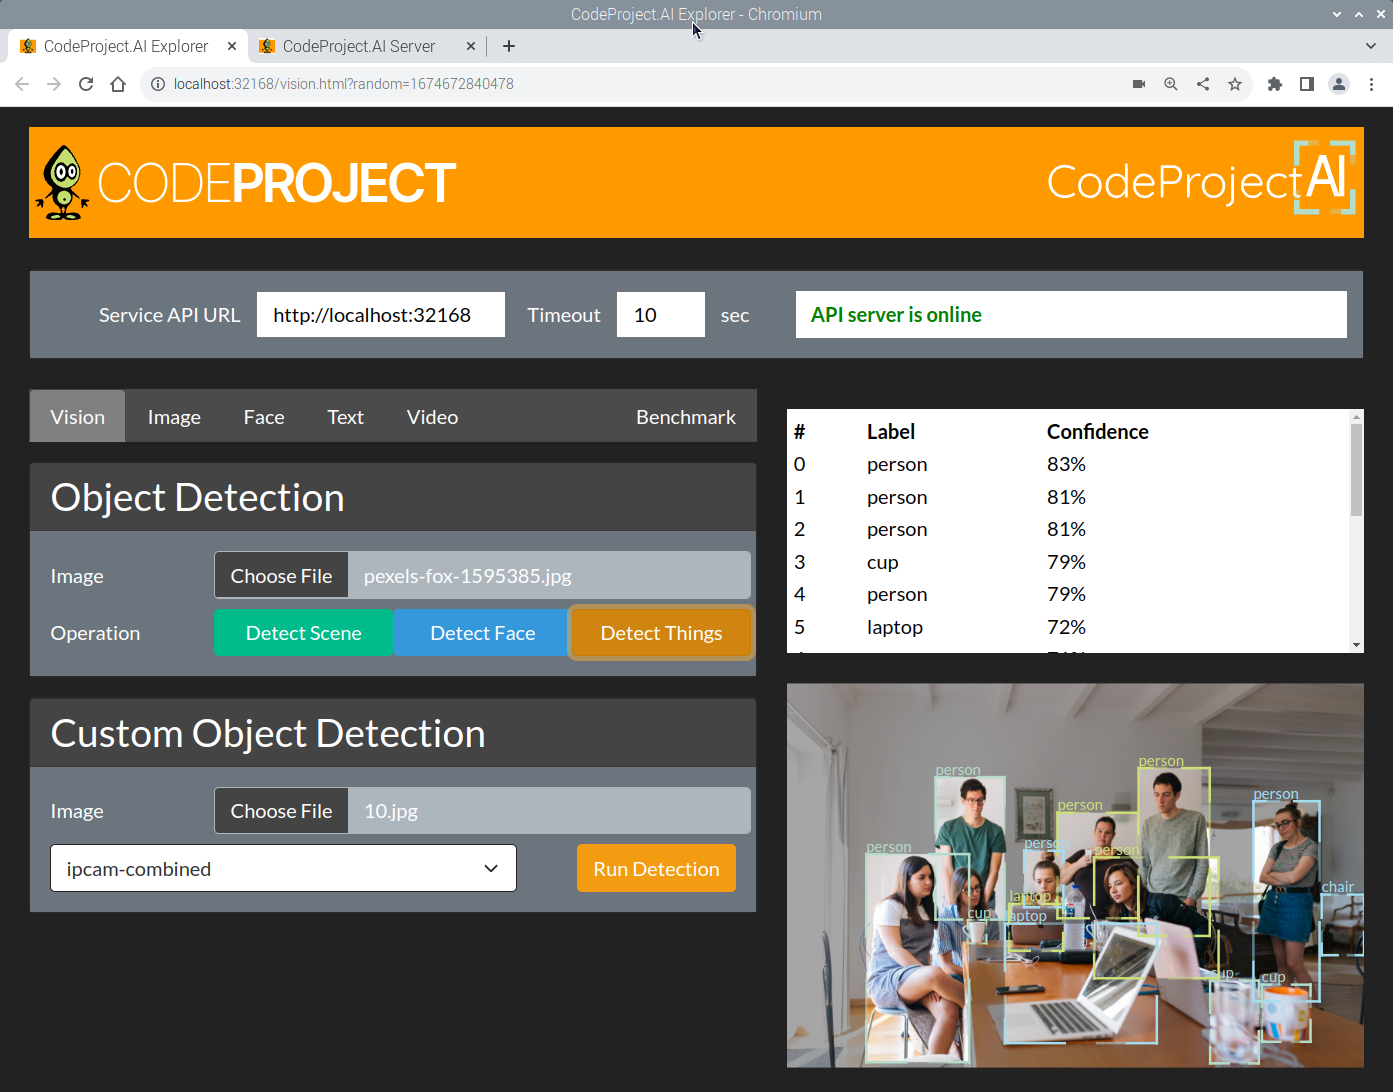 CodeProject.AI Explorer - Chromium
CodeProject.AI Explorer
CodeProject.AI Server
localhost:32168/vision.html?random=1674672840478
CODEPROJECT
CodeProject AI
Service API URL
http://localhost:32168
Timeout
10
sec
API server is online
Vision
Image
Face
Text
Video
Benchmark
Object Detection
Image
Choose File
pexels-fox-1595385.jpg
Operation
Detect Scene
Detect Face
Detect Things
Custom Object Detection
Image
Choose File
10.jpg
ipcam-combined
Run Detection
# Label Confidence
0 person 83%
1 person 81%
2 person 81%
3 cup 79%
4 person 79%
5 laptop 72%
person
person
person
person
person
person
person
chair
laptop
cup
laptop
cup
cup